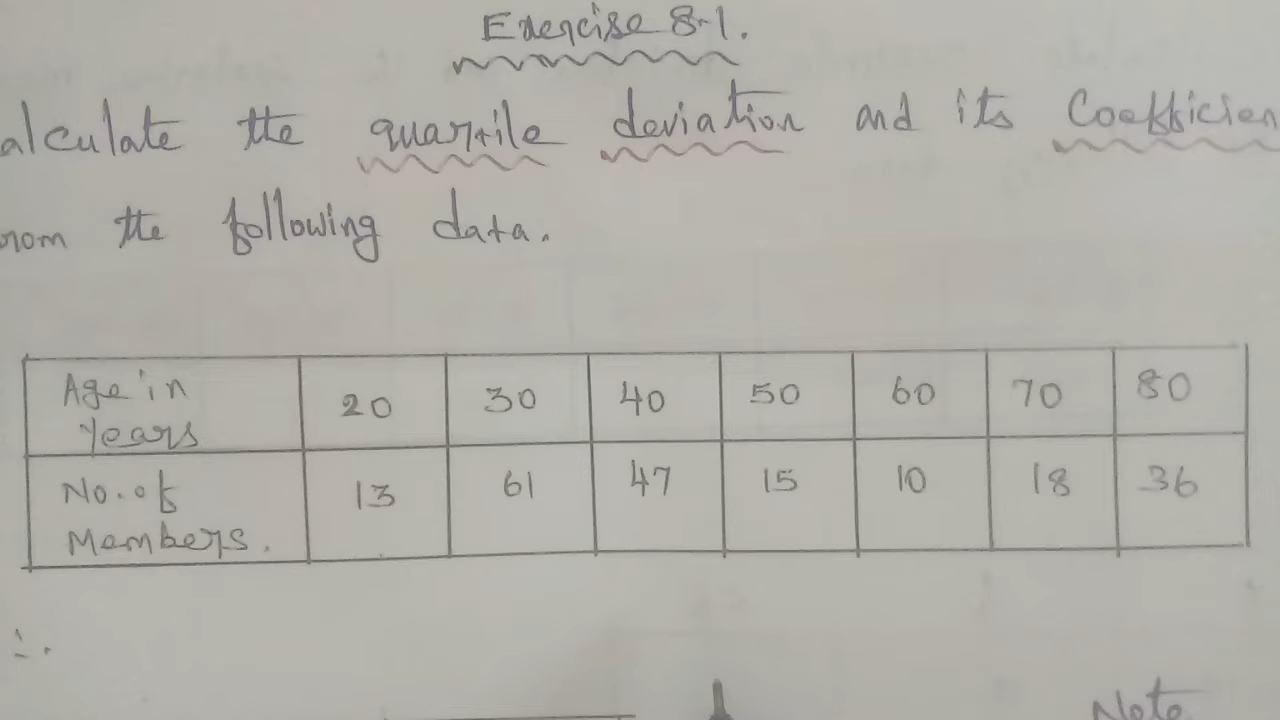 Exercise 8.1.
alculate the quartile deviation and its Coefficien
rom the following data.
Age in Years 20 30 40 50 60 70 80
No. of Members. 13 61 47 15 10 18 36
∴
Note